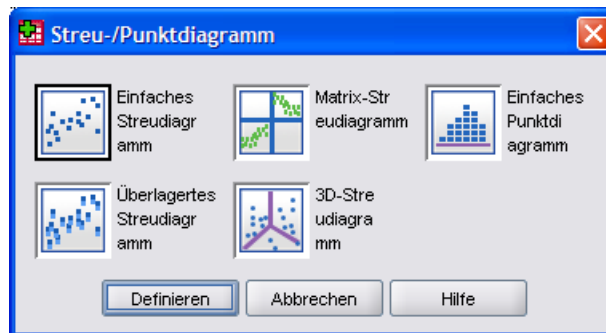 Streu-/Punktdiagramm
Einfaches
Streudiagr
amm
Matrix-Str
eudiagramm
Einfaches
Punktdi
agramm
Überlagertes
Streudiagr
amm
3D-Stre
udiagra
mm
Definieren
Abbrechen
Hilfe